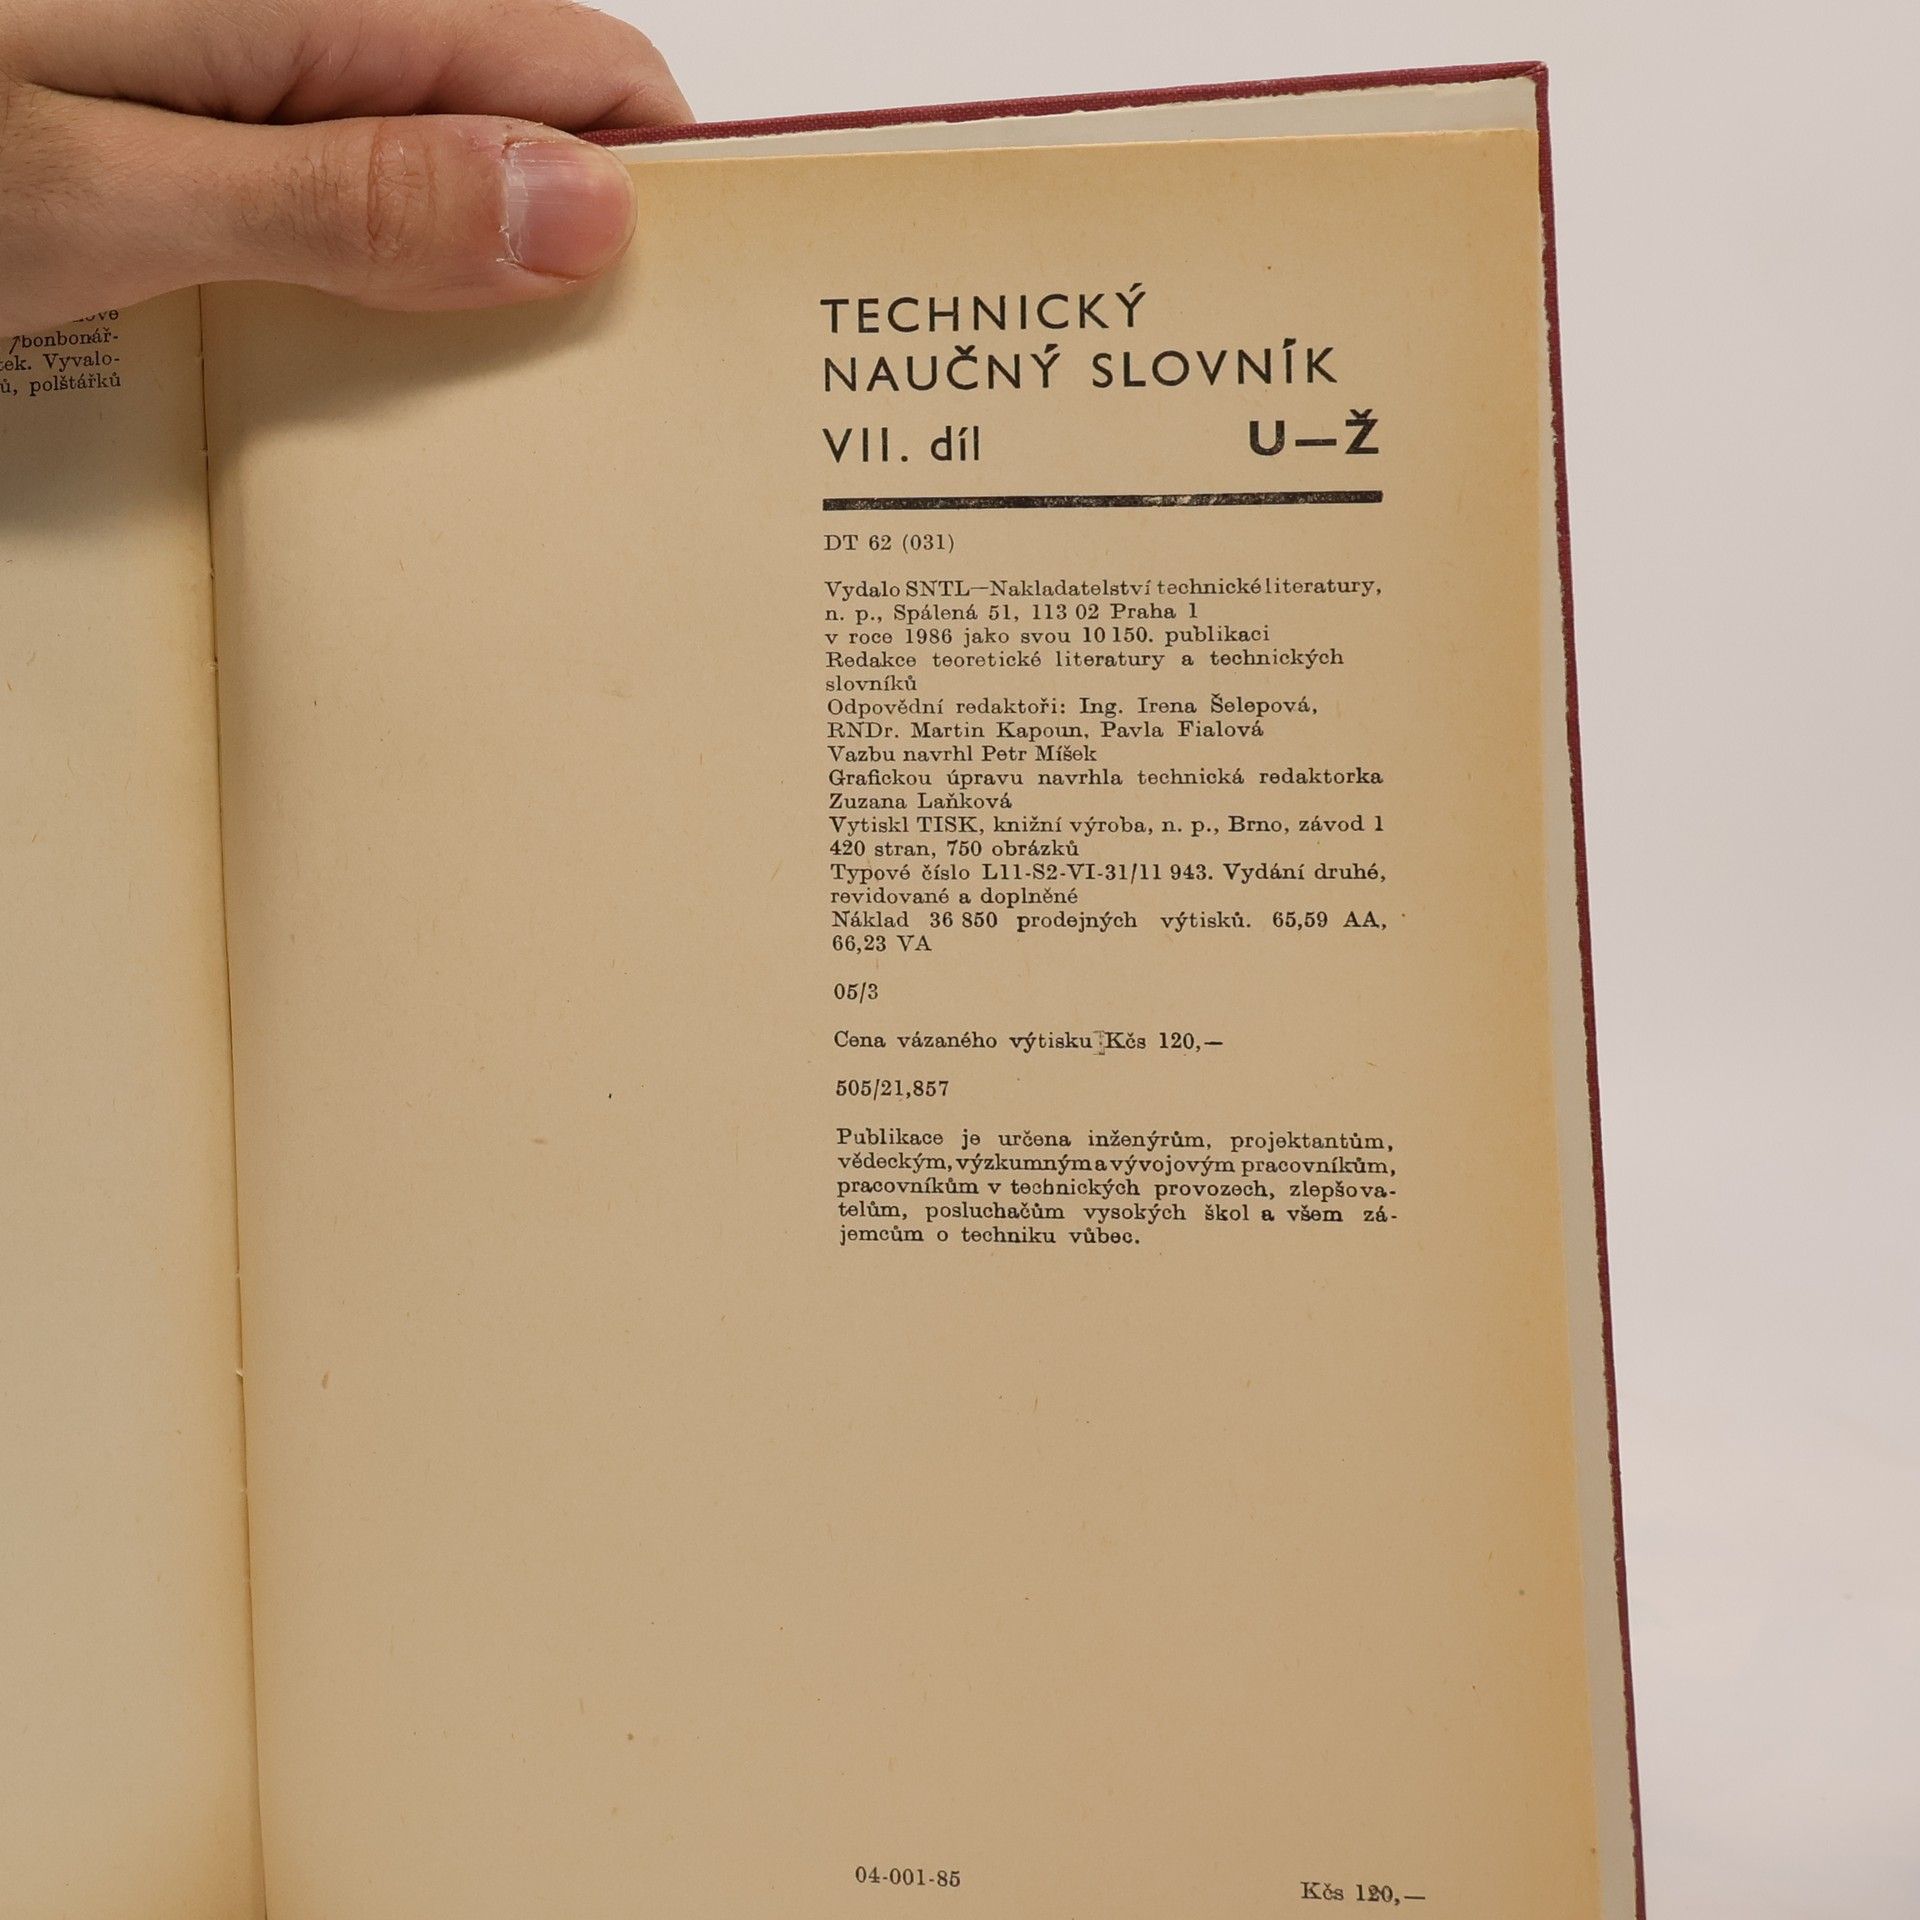 bonbonář-
tek. Vyvalo-
ů, polštářků
TECHNICKÝ
NAUČNÝ SLOVNÍK
VII. díl U—Ž
DT 62 (031)
Vydalo SNTL—Nakladatelství technické literatury,
n. p., Spálená 51, 113 02 Praha 1
v roce 1986 jako svou 10 150. publikaci
Redakce teoretické literatury a technických
slovníků
Odpovědní redaktoři: Ing. Irena Šelepová,
RNDr. Martin Kapoun, Pavla Fialová
Vazbu navrhl Petr Míšek
Grafickou úpravu navrhla technická redaktorka
Zuzana Laňková
Vytiskl TISK, knižní výroba, n. p., Brno, závod 1
420 stran, 750 obrázků
Typové číslo L11-S2-VI-31/11 943. Vydání druhé,
revidované a doplněné
Náklad 36 850 prodejných výtisků. 65,59 AA,
66,23 VA
05/3
Cena vázaného výtisku Kčs 120,—
505/21,857
Publikace je určena inženýrům, projektantům,
vědeckým, výzkumným a vývojovým pracovníkům,
pracovníkům v technických provozech, zlepšova-
telům, posluchačům vysokých škol a všem zá-
jemcům o techniku vůbec.
04-001-85
Kčs 120,—